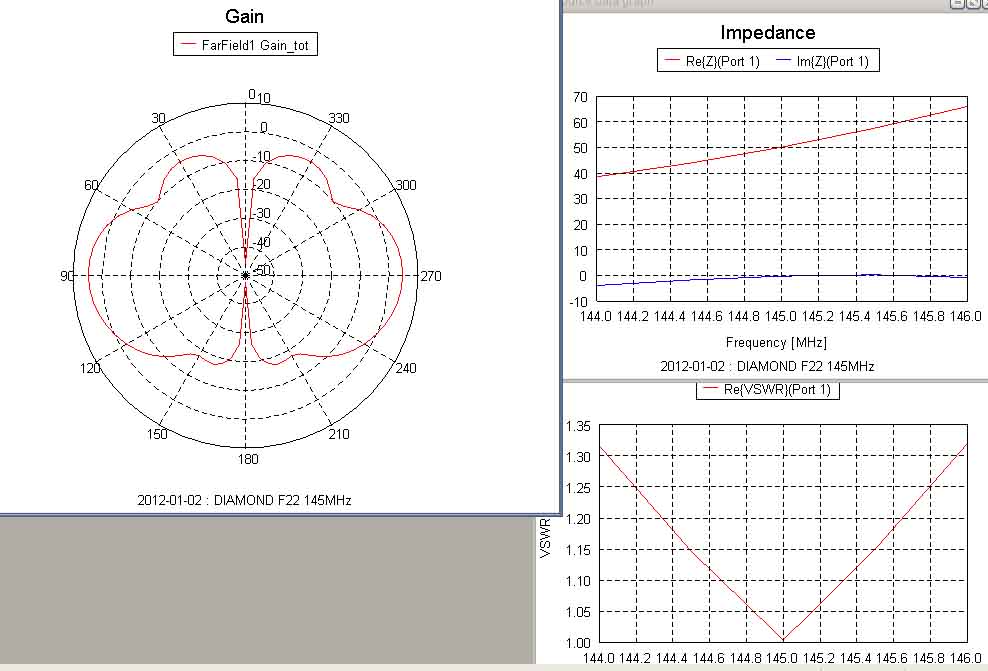 Gain
FarField1 Gain_tot
0 10
30 330
0
-10
60 300
-20
-30
-40
90 -50 270
120 240
150 210
180
2012-01-02 : DIAMOND F22 145MHz
Impedance
Re{Z}(Port 1) Im{Z}(Port 1)
70
60
50
40
30
20
10
0
-10
144.0 144.2 144.4 144.6 144.8 145.0 145.2 145.4 145.6 145.8 146.0
Frequency [MHz]
2012-01-02 : DIAMOND F22 145MHz
Re{VSWR}(Port 1)
1.35
1.30
1.25
1.20
VSWR
1.15
1.10
1.05
1.00
144.0 144.2 144.4 144.6 144.8 145.0 145.2 145.4 145.6 145.8 146.0